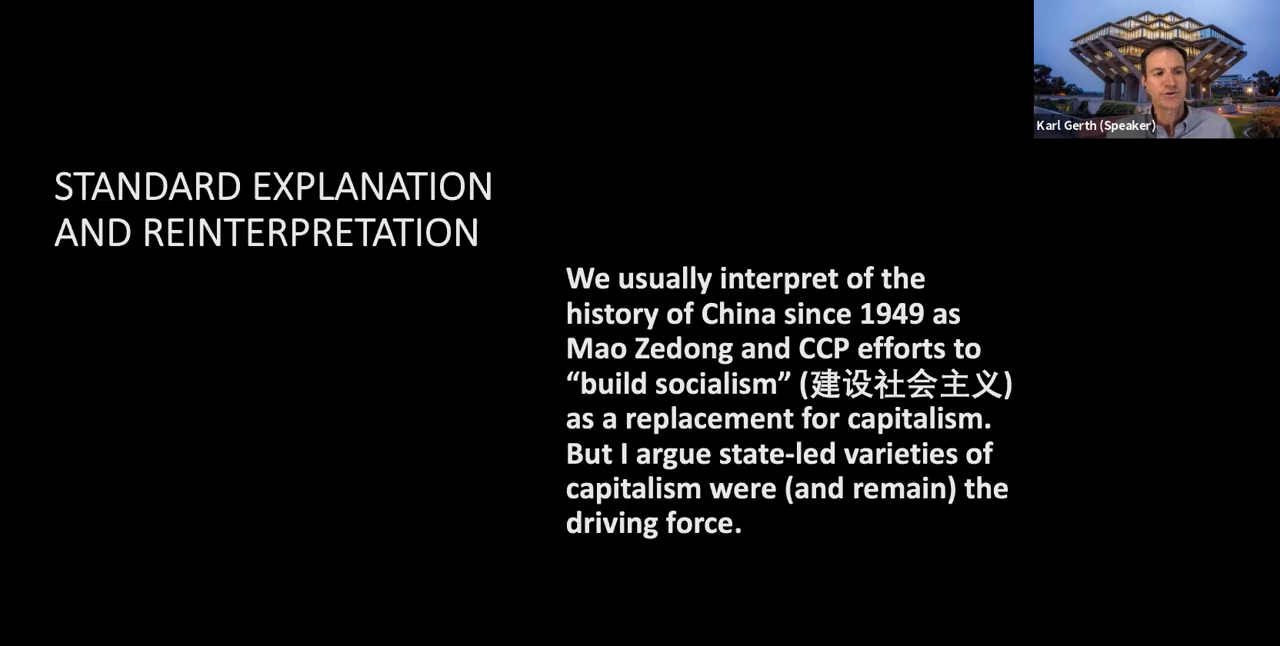 Karl Gerth (Speaker)
STANDARD EXPLANATION
AND REINTERPRETATION
We usually interpret of the
history of China since 1949 as
Mao Zedong and CCP efforts to
“build socialism” (建设社会主义)
as a replacement for capitalism.
But I argue state-led varieties of
capitalism were (and remain) the
driving force.